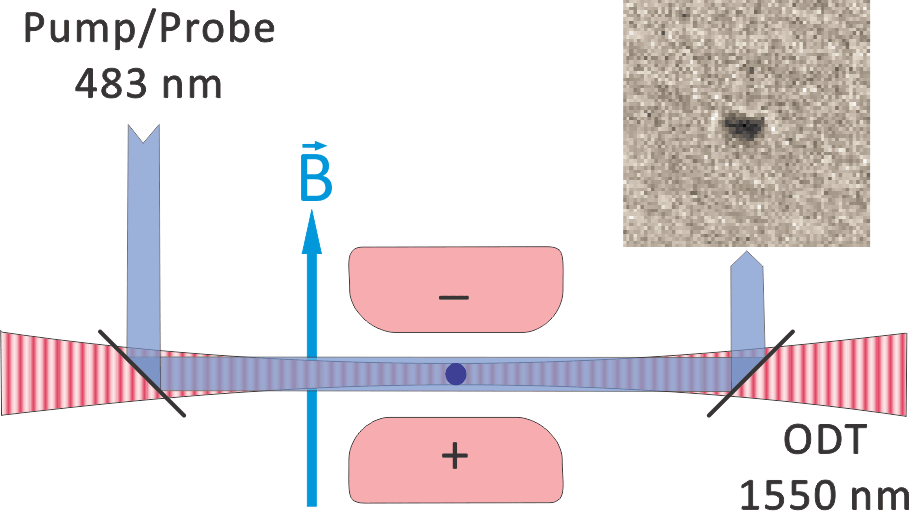 Pump/Probe
483 nm
B
−
+
ODT
1550 nm